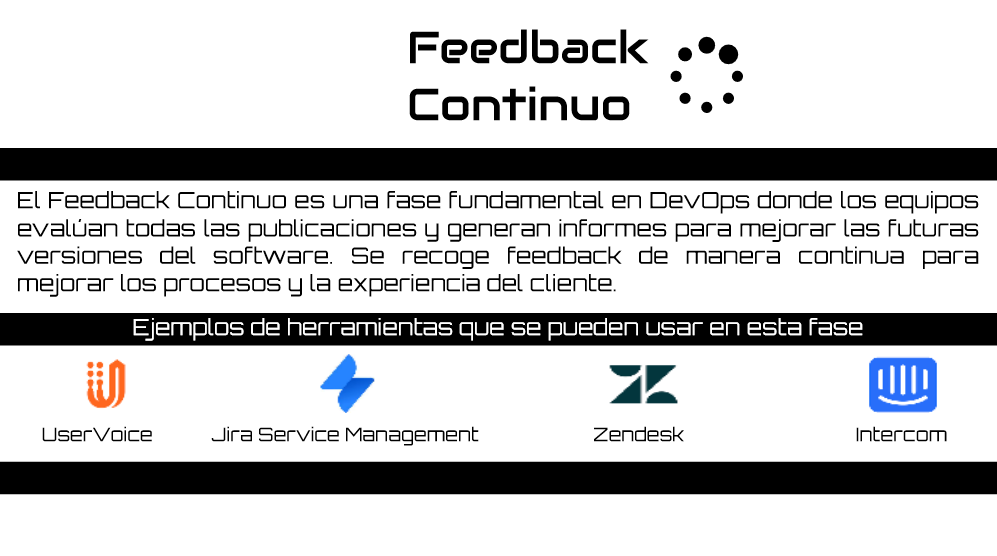 Feedback
Continuo
El Feedback Continuo es una fase fundamental en DevOps donde los equipos
evalúan todas las publicaciones y generan informes para mejorar las futuras
versiones del software. Se recoge feedback de manera continua para
mejorar los procesos y la experiencia del cliente.
Ejemplos de herramientas que se pueden usar en esta fase
UserVoice Jira Service Management Zendesk Intercom